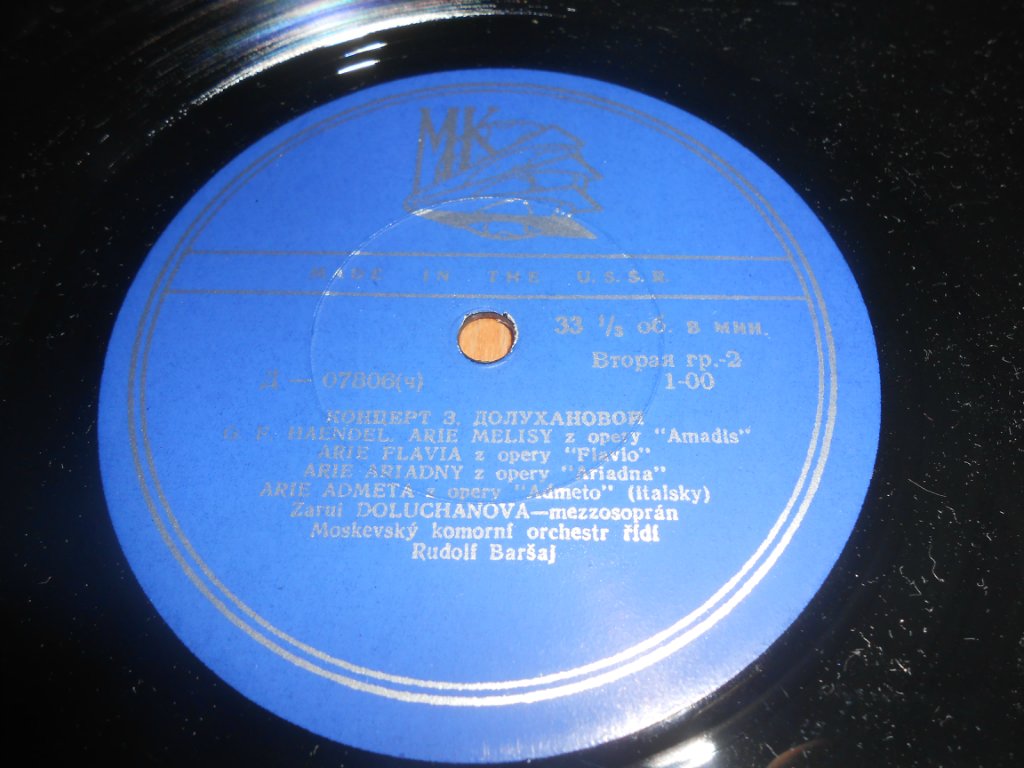 МК
MADE IN THE U.S.S.R.
33 ⅓ об. в мин.
Вторая гр.-2
Д — 07806(ч)
1-00
КОНЦЕРТ З. ДОЛУХАНОВОЙ
G. F. HAENDEL. ARIE MELISY z opery "Amadis"
ARIE FLAVIA z opery "Flavio"
ARIE ARIADNY z opery "Ariadna"
ARIE ADMETA z opery "Admeto" (italsky)
Zarui DOLUCHANOVÁ—mezzosoprán
Moskevský komorní orchestr řídí
Rudolf Baršaj